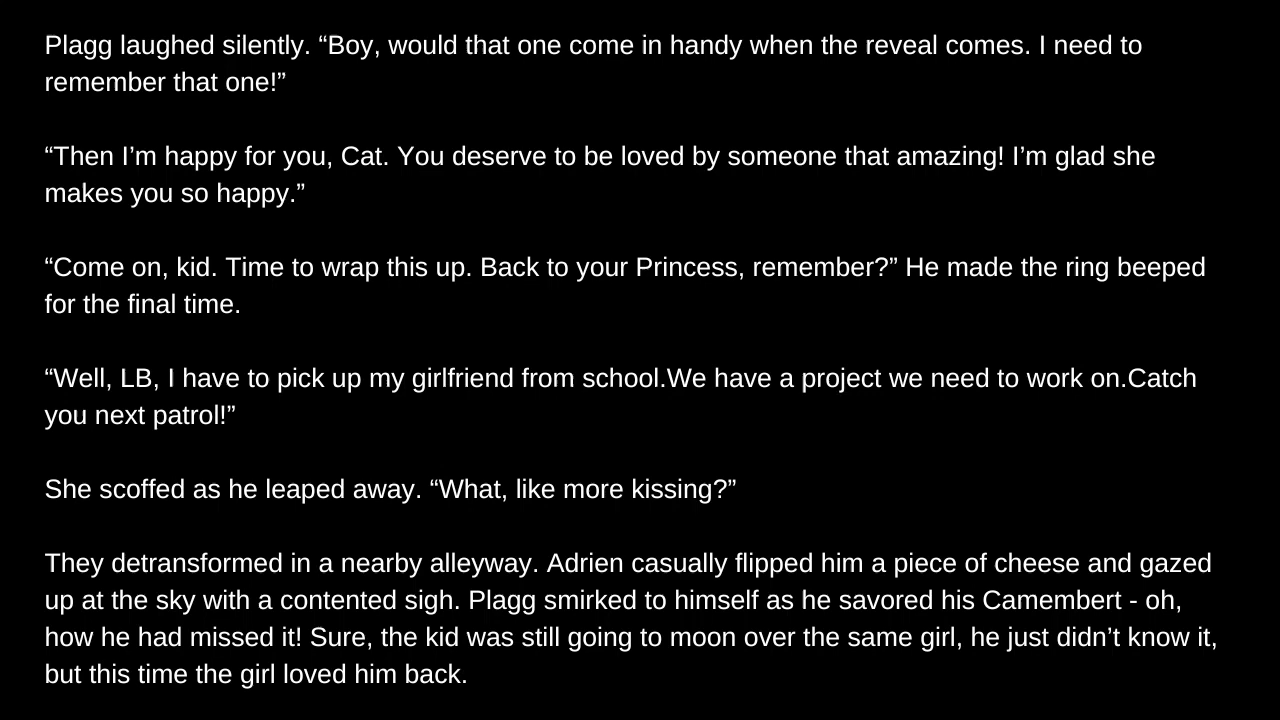 Plagg laughed silently. “Boy, would that one come in handy when the reveal comes. I need to
remember that one!”
“Then I’m happy for you, Cat. You deserve to be loved by someone that amazing! I’m glad she
makes you so happy.”
“Come on, kid. Time to wrap this up. Back to your Princess, remember?” He made the ring beeped
for the final time.
“Well, LB, I have to pick up my girlfriend from school.We have a project we need to work on.Catch
you next patrol!”
She scoffed as he leaped away. “What, like more kissing?”
They detransformed in a nearby alleyway. Adrien casually flipped him a piece of cheese and gazed
up at the sky with a contented sigh. Plagg smirked to himself as he savored his Camembert - oh,
how he had missed it! Sure, the kid was still going to moon over the same girl, he just didn’t know it,
but this time the girl loved him back.